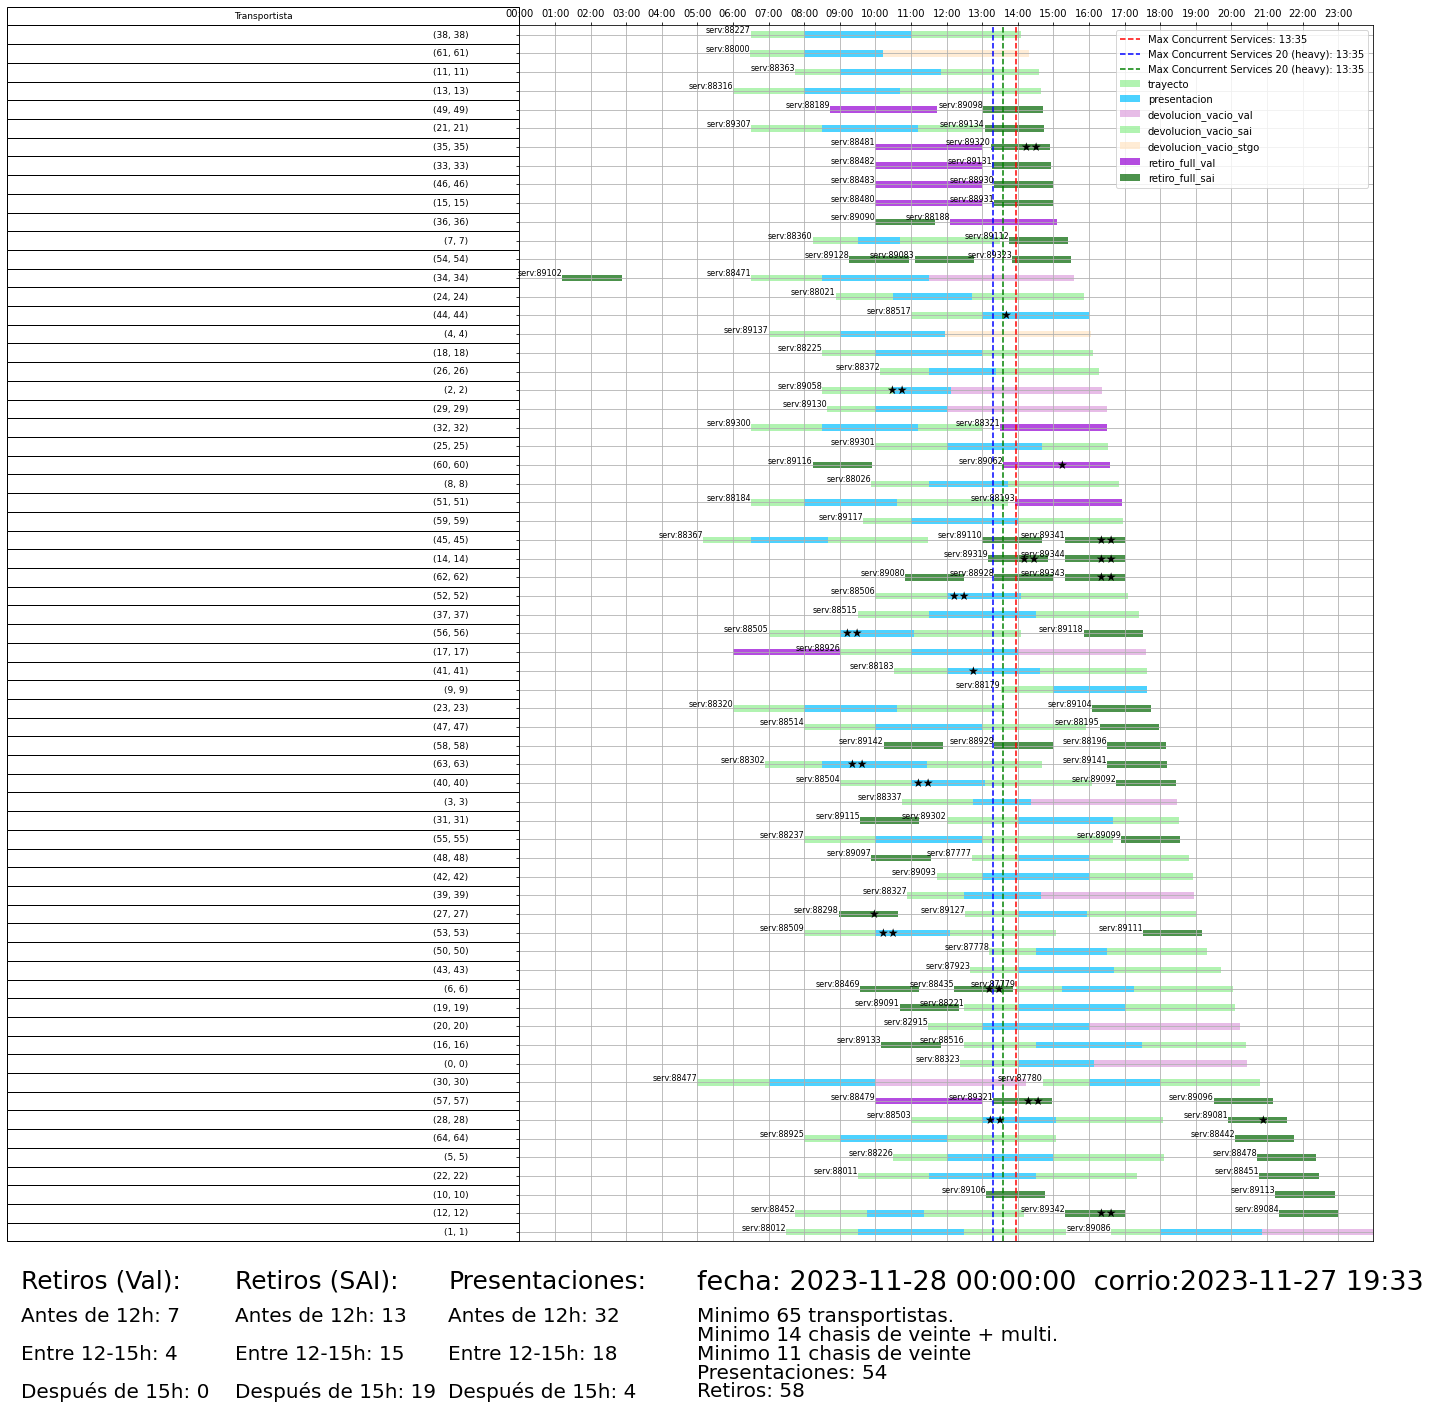 Transportista
00:00 01:00 02:00 03:00 04:00 05:00 06:00 07:00 08:00 09:00 10:00 11:00 12:00 13:00 14:00 15:00 16:00 17:00 18:00 19:00 20:00 21:00 22:00 23:00
Max Concurrent Services: 13:35
Max Concurrent Services 20 (heavy): 13:35
Max Concurrent Services 20 (heavy): 13:35
trayecto
presentacion
devolucion_vacio_val
devolucion_vacio_sai
devolucion_vacio_stgo
retiro_full_val
retiro_full_sai
(38, 38) serv:88227
(61, 61) serv:88000
(11, 11) serv:88363
(13, 13) serv:88316
(49, 49) serv:88189 serv:89098
(21, 21) serv:89307 serv:89134
(35, 35) serv:88481 serv:89320
(33, 33) serv:88482 serv:89131
(46, 46) serv:88483 serv:88930
(15, 15) serv:88480 serv:88931
(36, 36) serv:89090 serv:88188
(7, 7) serv:88360 serv:89112
(54, 54) serv:89128 serv:89083 serv:89323
(34, 34) serv:89102 serv:88471
(24, 24) serv:88021
(44, 44) serv:88517
(4, 4) serv:89137
(18, 18) serv:88225
(26, 26) serv:88372
(2, 2) serv:89058
(29, 29) serv:89130
(32, 32) serv:89300 serv:88321
(25, 25) serv:89301
(60, 60) serv:89116 serv:89062
(8, 8) serv:88026
(51, 51) serv:88184 serv:88193
(59, 59) serv:89117
(45, 45) serv:88367 serv:89110 serv:89341
(14, 14) serv:89319 serv:89344
(62, 62) serv:89080 serv:88928 serv:89343
(52, 52) serv:88506
(37, 37) serv:88515
(56, 56) serv:88505 serv:89118
(17, 17) serv:88926
(41, 41) serv:88183
(9, 9) serv:88179
(23, 23) serv:88320 serv:89104
(47, 47) serv:88514 serv:88195
(58, 58) serv:89142 serv:88929 serv:88196
(63, 63) serv:88302 serv:89141
(40, 40) serv:88504 serv:89092
(3, 3) serv:88337
(31, 31) serv:89115 serv:89302
(55, 55) serv:88237 serv:89099
(48, 48) serv:89097 serv:87777
(42, 42) serv:89093
(39, 39) serv:88327
(27, 27) serv:88298 serv:89127
(53, 53) serv:88509 serv:89111
(50, 50) serv:87778
(43, 43) serv:87923
(6, 6) serv:88469 serv:88435 serv:87779
(19, 19) serv:89091 serv:88221
(20, 20) serv:82915
(16, 16) serv:89133 serv:88516
(0, 0) serv:88323
(30, 30) serv:88477 serv:87780
(57, 57) serv:88479 serv:89321 serv:89096
(28, 28) serv:88503 serv:89081
(64, 64) serv:88925 serv:88442
(5, 5) serv:88226 serv:88478
(22, 22) serv:88011 serv:88451
(10, 10) serv:89106 serv:89113
(12, 12) serv:88452 serv:89342 serv:89084
(1, 1) serv:88012 serv:89086
Retiros (Val):
Antes de 12h: 7
Entre 12-15h: 4
Después de 15h: 0
Retiros (SAI):
Antes de 12h: 13
Entre 12-15h: 15
Después de 15h: 19
Presentaciones:
Antes de 12h: 32
Entre 12-15h: 18
Después de 15h: 4
fecha: 2023-11-28 00:00:00 corrio:2023-11-27 19:33
Minimo 65 transportistas.
Minimo 14 chasis de veinte + multi.
Minimo 11 chasis de veinte
Presentaciones: 54
Retiros: 58